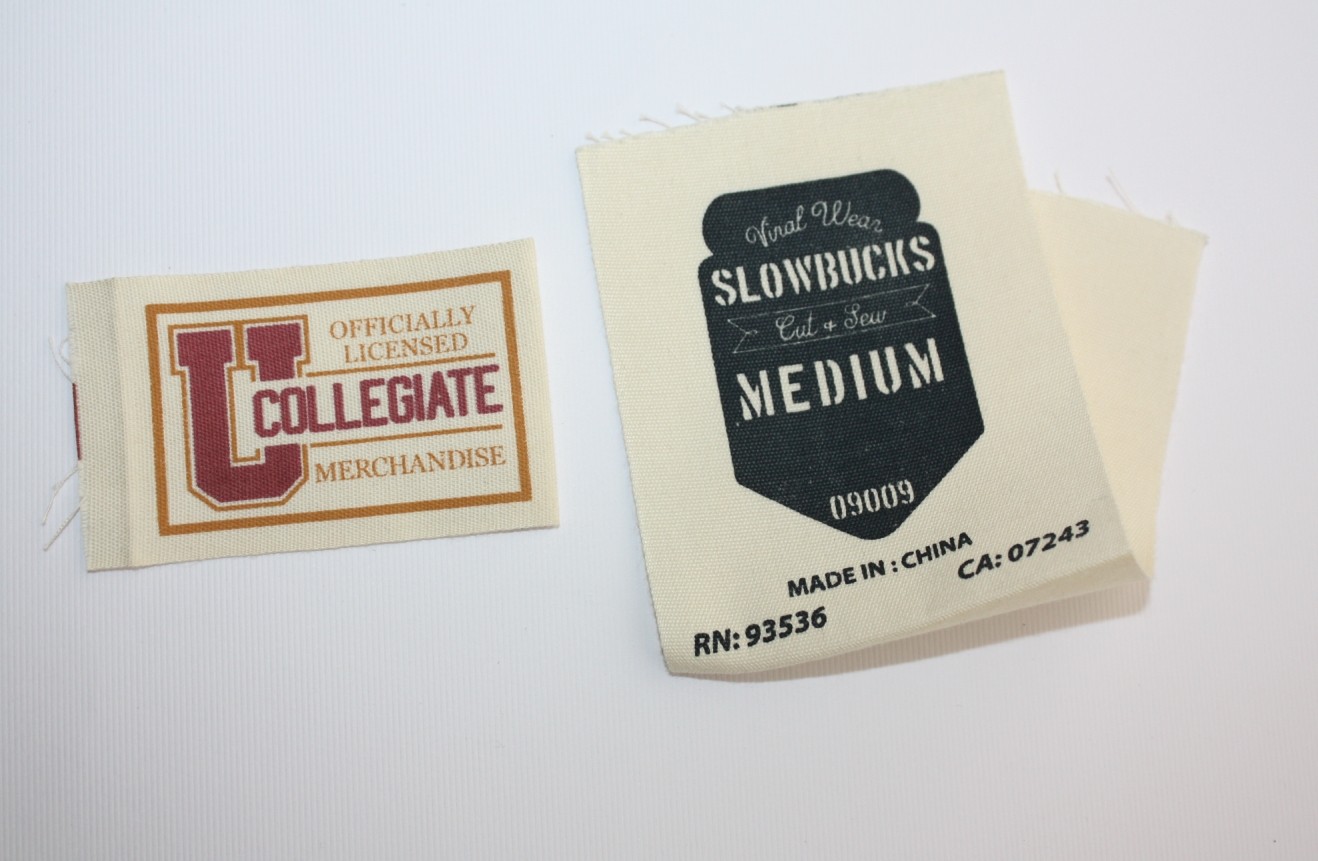 OFFICIALLY
LICENSED
U
COLLEGIATE
MERCHANDISE
Viral Wear
SLOWBUCKS
Cut + Sew
MEDIUM
09009
MADE IN : CHINA
RN: 93536
CA: 07243